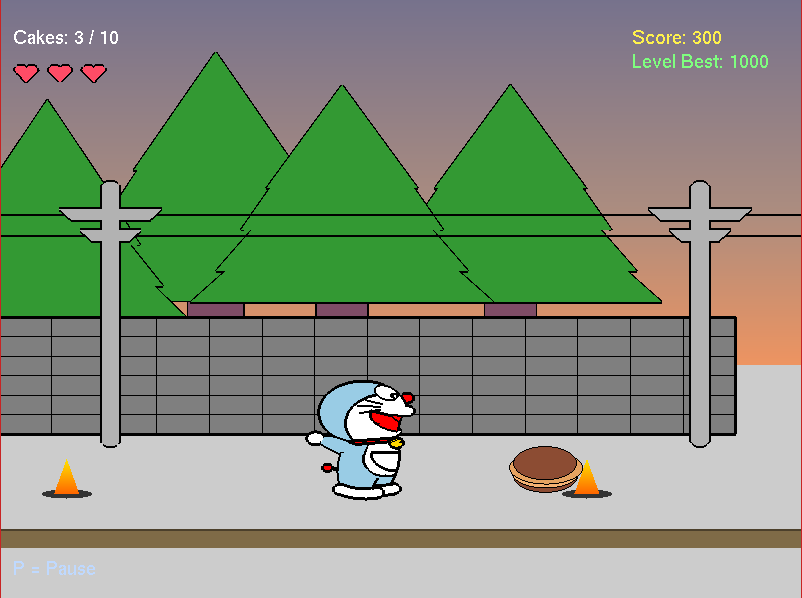 Cakes: 3 / 10
Score: 300
Level Best: 1000
P = Pause